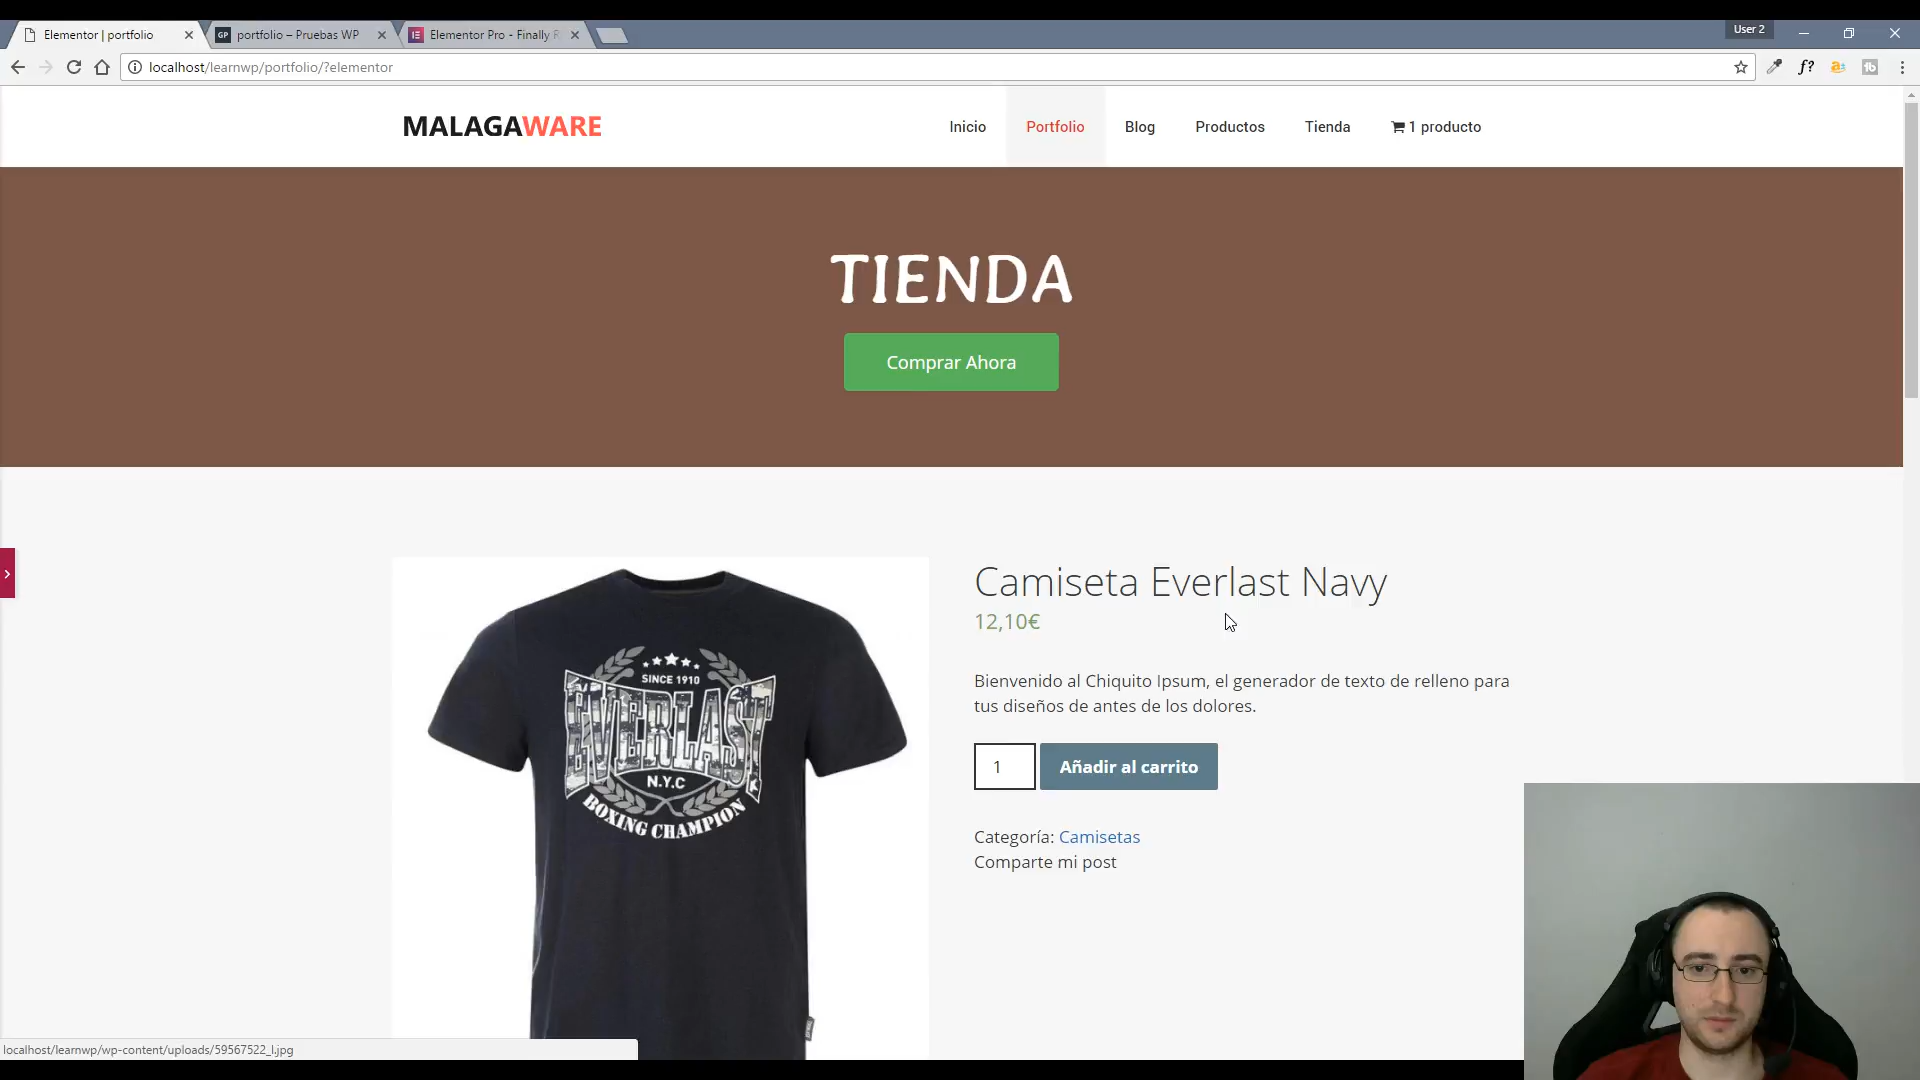 Elementor | portfolio
portfolio – Pruebas WP
Elementor Pro - Finally
User 2
localhost/learnwp/portfolio/?elementor
MALAGAWARE
Inicio
Portfolio
Blog
Productos
Tienda
1 producto
TIENDA
Comprar Ahora
Camiseta Everlast Navy
12,10€
Bienvenido al Chiquito Ipsum, el generador de texto de relleno para
tus diseños de antes de los dolores.
1
Añadir al carrito
Categoría: Camisetas
Comparte mi post
SINCE 1910
EVERLAST
N.Y.C
BOXING CHAMPION
localhost/learnwp/wp-content/uploads/59567522_l.jpg